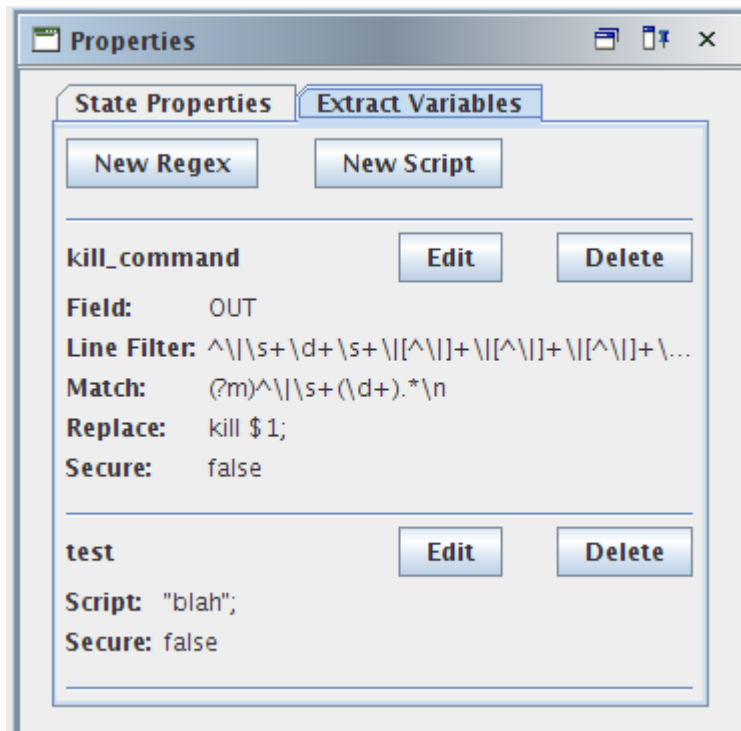 Properties
State Properties Extract Variables
New Regex New Script
kill_command Edit Delete
Field: OUT
Line Filter: ^\|\s+\d+\s+\|[^\|]+\|[^\|]+\|[^\|]+\...
Match: (?m)^\|\s+(\d+).*\n
Replace: kill $1;
Secure: false
test Edit Delete
Script: "blah";
Secure: false